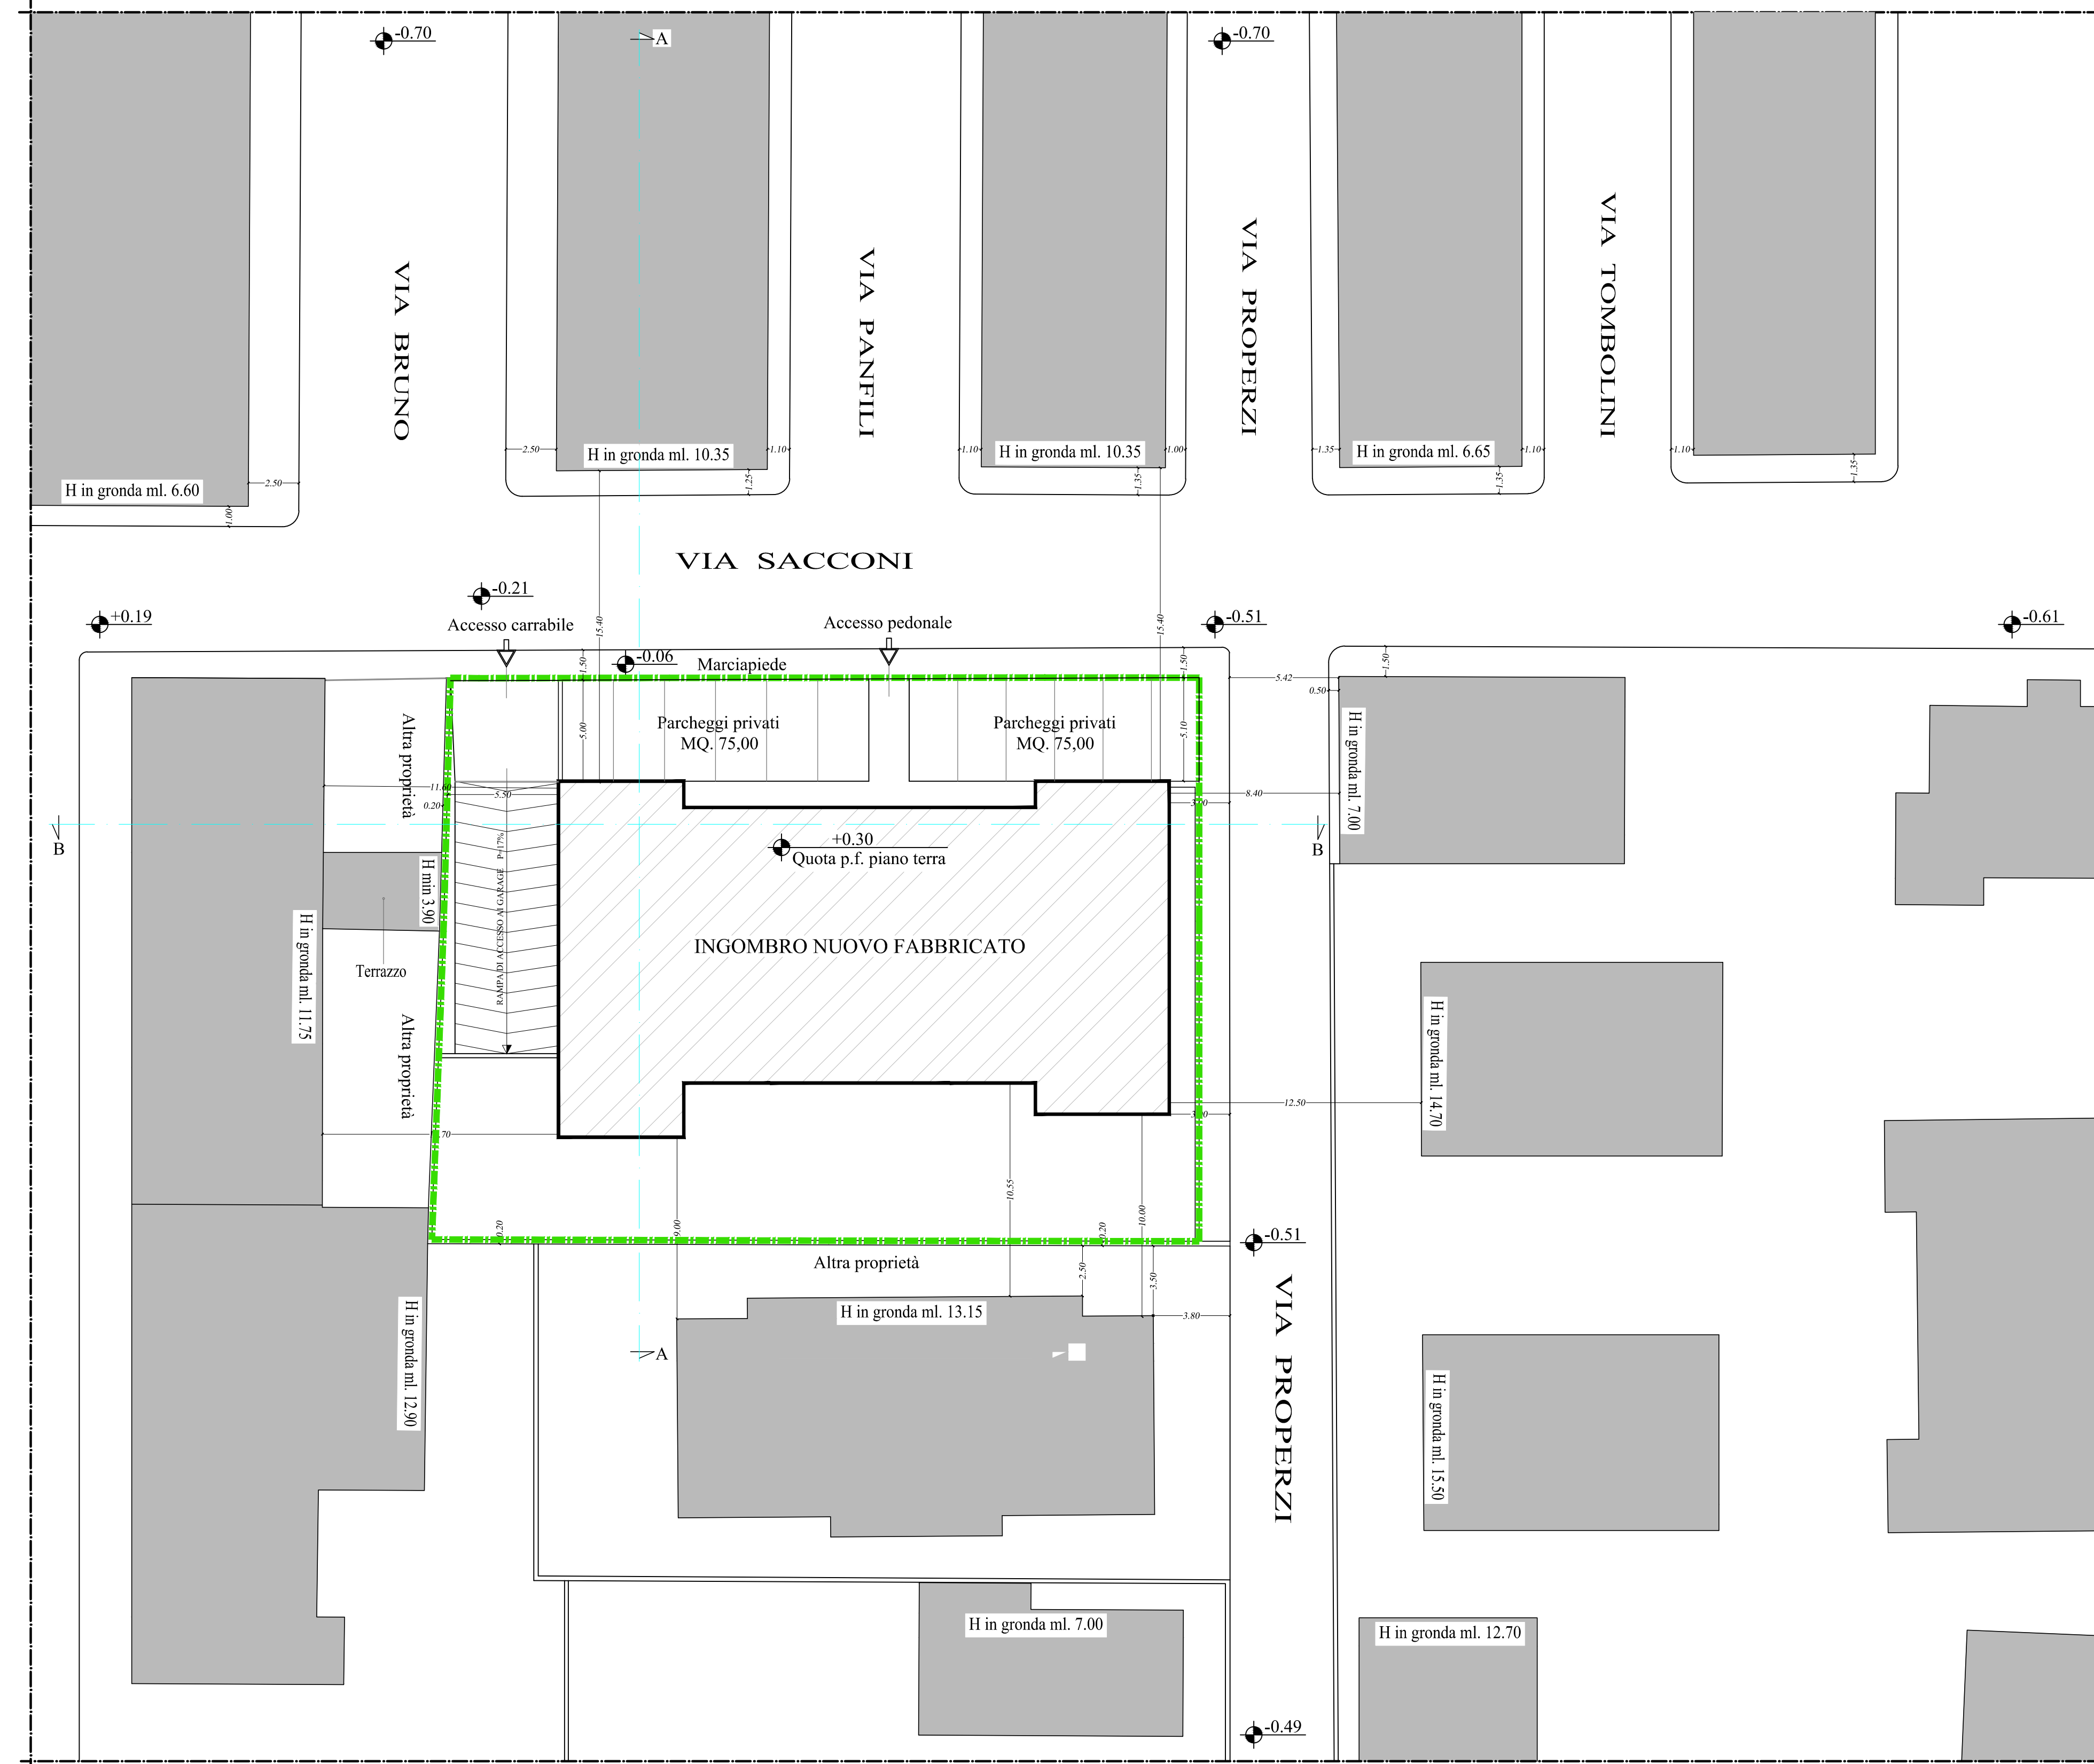 -0.70
A
-0.70
VIA BRUNO
VIA PANFILI
VIA PROPERZI
VIA TOMBOLINI
H in gronda ml. 6.60
2.50
1.00
2.50
H in gronda ml. 10.35
1.10
1.25
1.10
H in gronda ml. 10.35
1.00
1.35
1.35
H in gronda ml. 6.65
1.10
1.35
1.10
1.35
VIA SACCONI
+0.19
-0.21
Accesso carrabile
15.40
Accesso pedonale
15.40
-0.51
-0.61
1.50
-0.06
Marciapiede
1.50
5.42
0.50
1.50
Altra proprietà
5.00
Parcheggi privati
MQ. 75,00
Parcheggi privati
MQ. 75,00
5.10
H in gronda ml. 7.00
11.60
5.50
0.20
8.40
B
B
+0.30
Quota p.f. piano terra
H min 3.90
RAMPA DI ACCESSO AI GARAGE P=17%
H in gronda ml. 11.75
Terrazzo
INGOMBRO NUOVO FABBRICATO
Altra proprietà
H in gronda ml. 14.70
12.50
10.55
10.00
9.00
0.20
0.20
-0.51
Altra proprietà
2.50
3.50
H in gronda ml. 13.15
3.80
A
H in gronda ml. 12.90
VIA PROPERZI
H in gronda ml. 15.50
H in gronda ml. 7.00
H in gronda ml. 12.70
-0.49